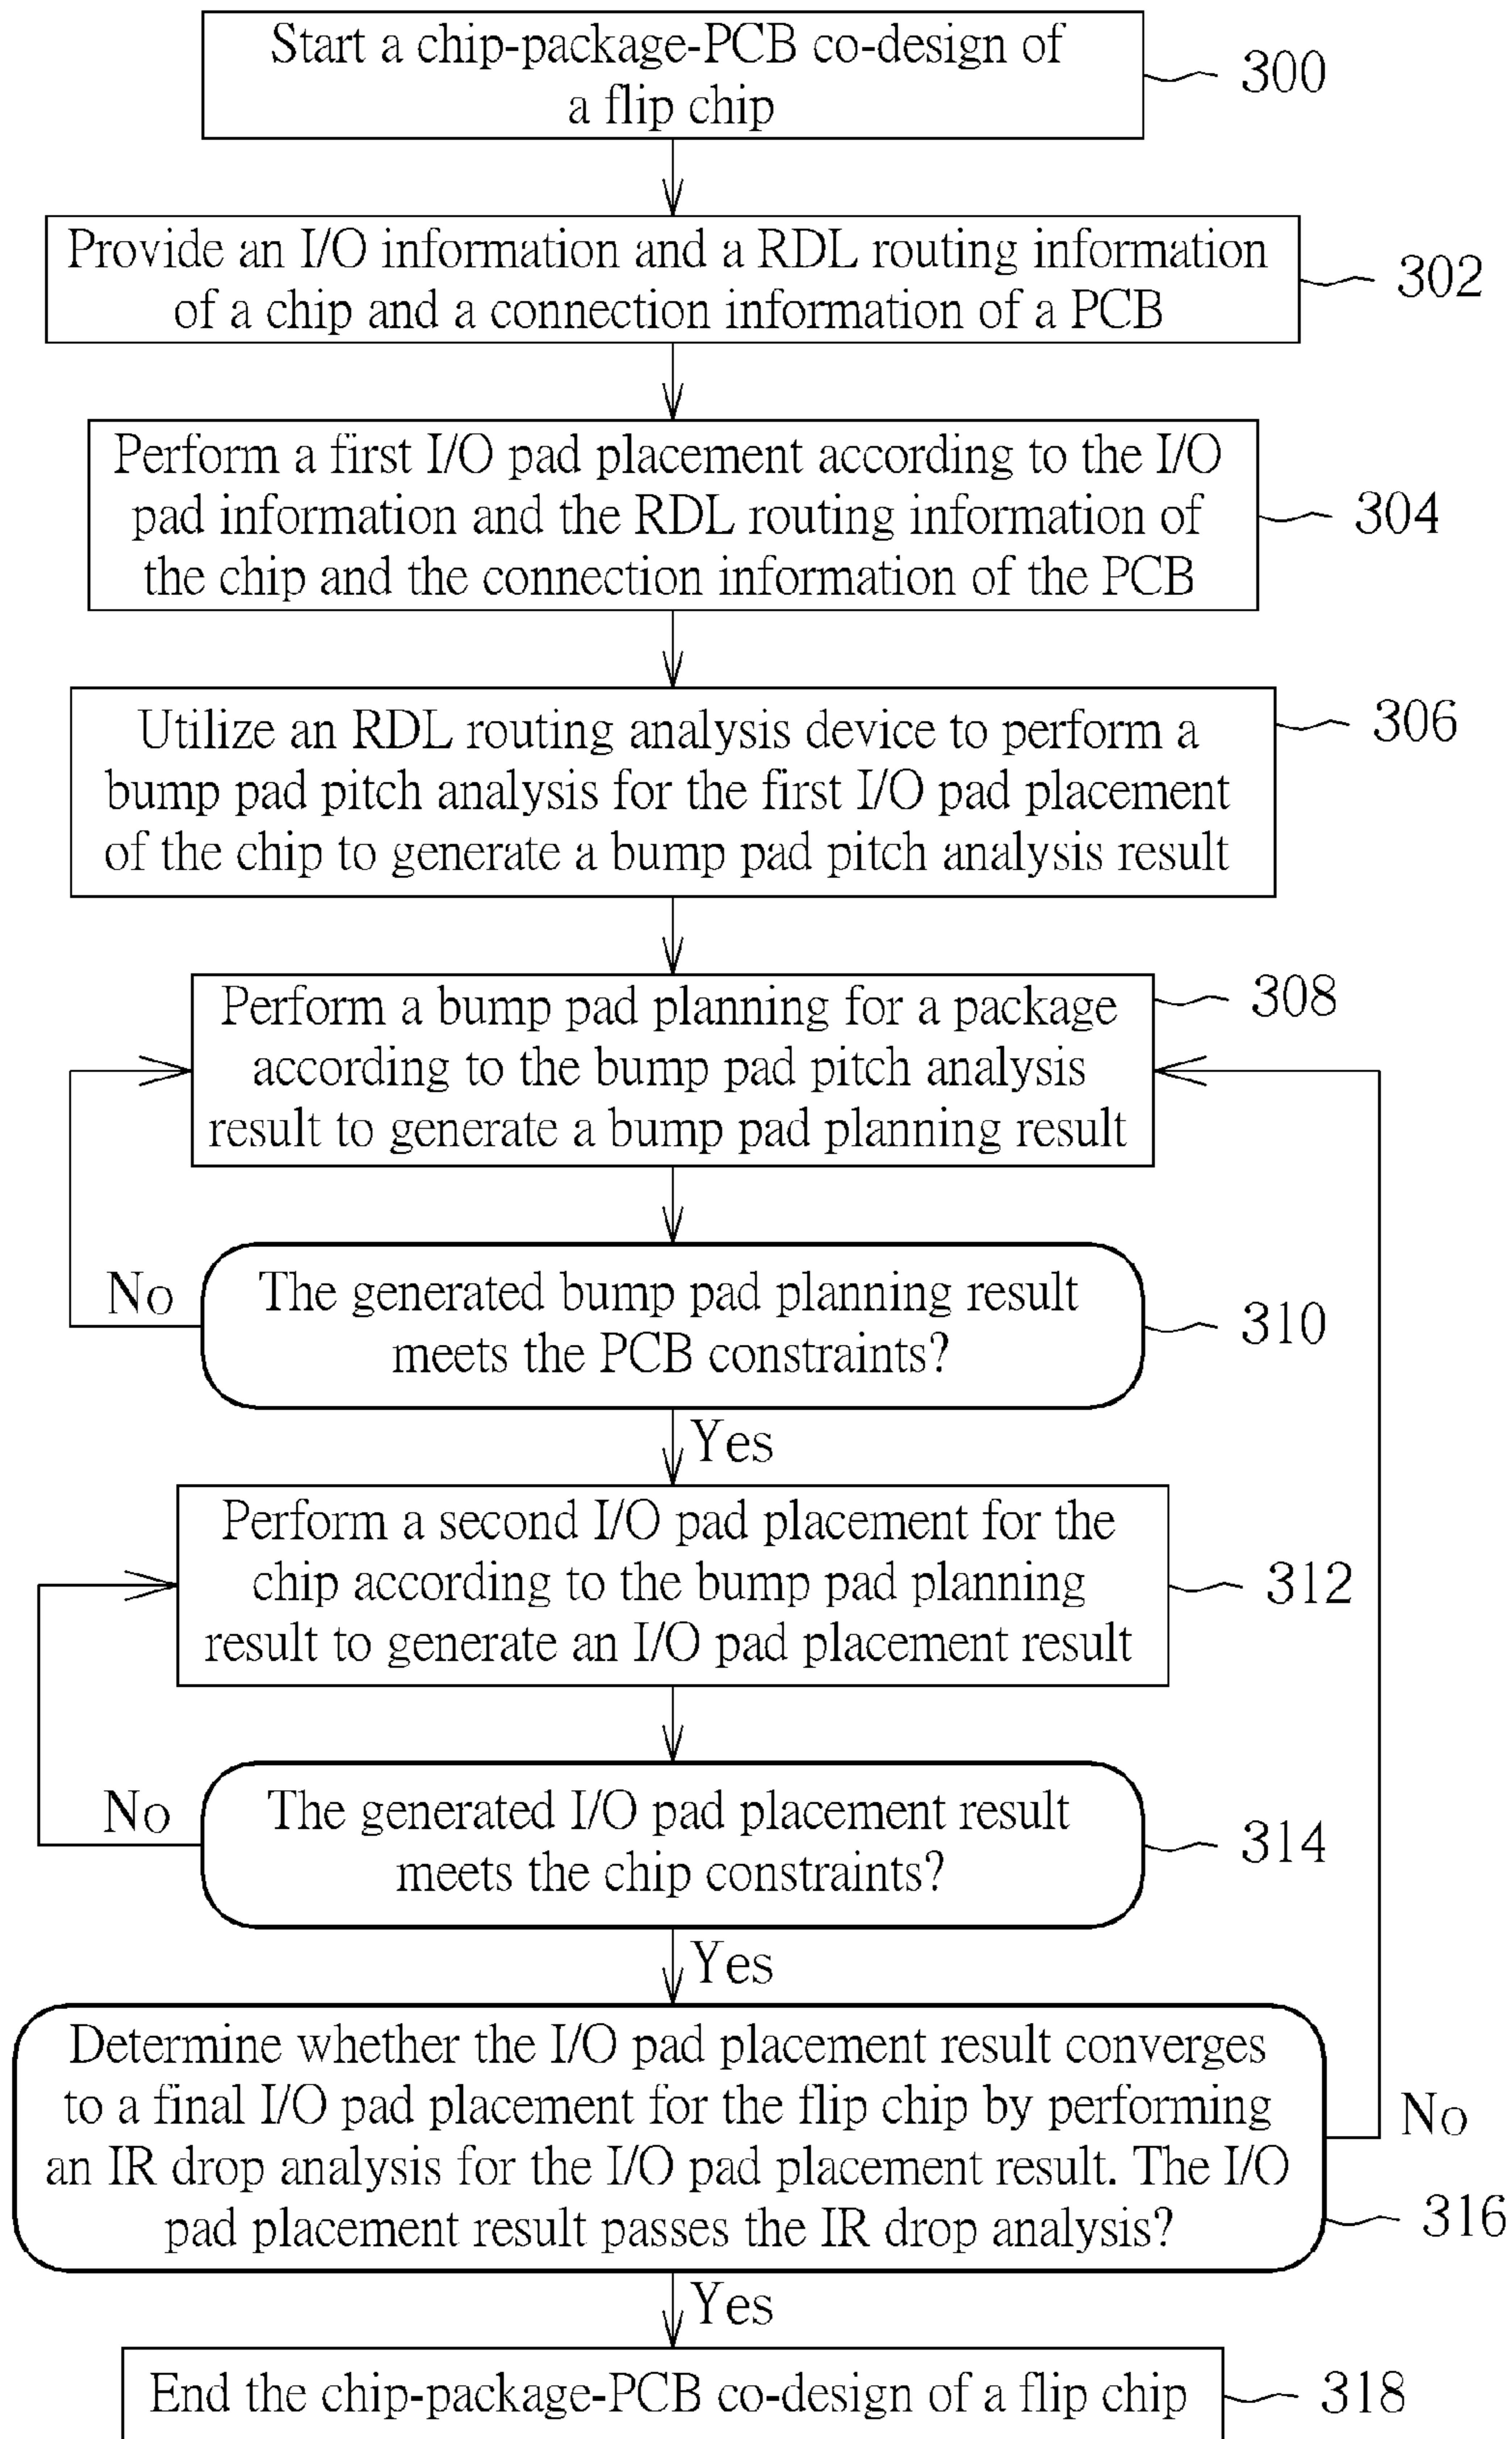 Start a chip-package-PCB co-design of
a flip chip
300
Provide an I/O information and a RDL routing information
of a chip and a connection information of a PCB
302
Perform a first I/O pad placement according to the I/O
pad information and the RDL routing information of
the chip and the connection information of the PCB
304
Utilize an RDL routing analysis device to perform a
bump pad pitch analysis for the first I/O pad placement
of the chip to generate a bump pad pitch analysis result
306
Perform a bump pad planning for a package
according to the bump pad pitch analysis
result to generate a bump pad planning result
308
No
The generated bump pad planning result
meets the PCB constraints?
310
Yes
Perform a second I/O pad placement for the
chip according to the bump pad planning
result to generate an I/O pad placement result
312
No
The generated I/O pad placement result
meets the chip constraints?
314
Yes
Determine whether the I/O pad placement result converges
to a final I/O pad placement for the flip chip by performing
an IR drop analysis for the I/O pad placement result. The I/O
pad placement result passes the IR drop analysis?
No
316
Yes
End the chip-package-PCB co-design of a flip chip
318